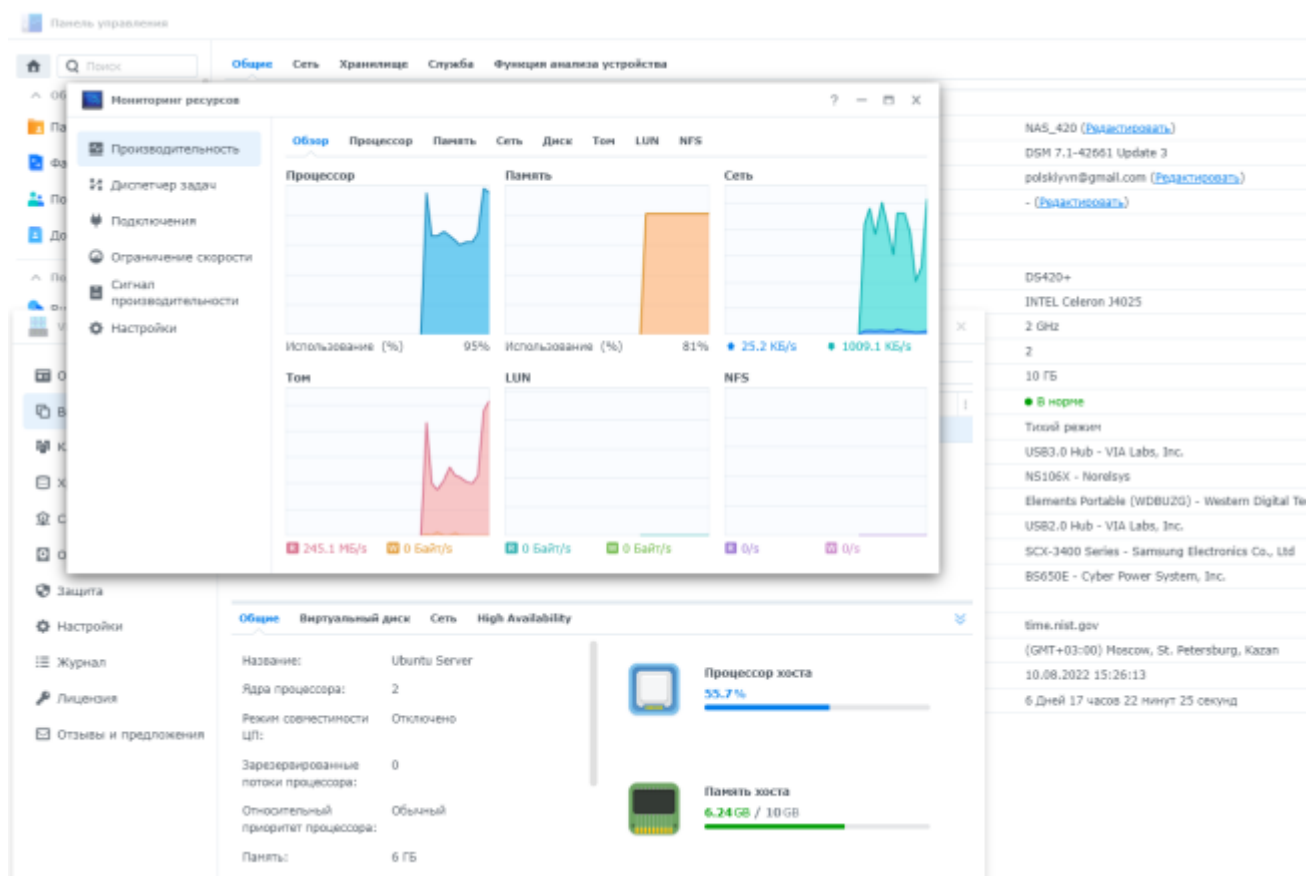 Панель управления
Поиск
Общие Сеть Хранилище Служба Функция анализа устройства
Об
Па
Фа
По
До
По
NAS_420 (Редактировать)
DSM 7.1-42661 Update 3
polskiyvn@gmail.com (Редактировать)
- (Редактировать)
DS420+
INTEL Celeron J4025
2 GHz
2
10 ГБ
В норме
Тихий режим
USB3.0 Hub - VIA Labs, Inc.
NS106X - Norelsys
Elements Portable (WDBUZG) - Western Digital Te
USB2.0 Hub - VIA Labs, Inc.
SCX-3400 Series - Samsung Electronics Co., Ltd
BS650E - Cyber Power System, Inc.
time.nist.gov
(GMT+03:00) Moscow, St. Petersburg, Kazan
10.08.2022 15:26:13
6 Дней 17 часов 22 минут 25 секунд
Мониторинг ресурсов
?
Производительность
Диспетчер задач
Подключения
Ограничение скорости
Сигнал
производительности
Настройки
Обзор Процессор Память Сеть Диск Том LUN NFS
Процессор Память Сеть
Использование (%) 95% Использование (%) 81% 25.2 КБ/s 1009.1 КБ/s
Том LUN NFS
R 245.1 МБ/s W 0 Байт/s R 0 Байт/s W 0 Байт/s R 0/s W 0/s
V
О
В
К
Х
С
О
Защита
Настройки
Журнал
Лицензия
Отзывы и предложения
Общие Виртуальный диск Сеть High Availability
Название: Ubuntu Server
Ядра процессора: 2
Режим совместимости Отключено
ЦП:
Зарезервированные 0
потоки процессора:
Относительный Обычный
приоритет процессора:
Память: 6 ГБ
Процессор хоста
55.7%
Память хоста
6.24GB / 10GB